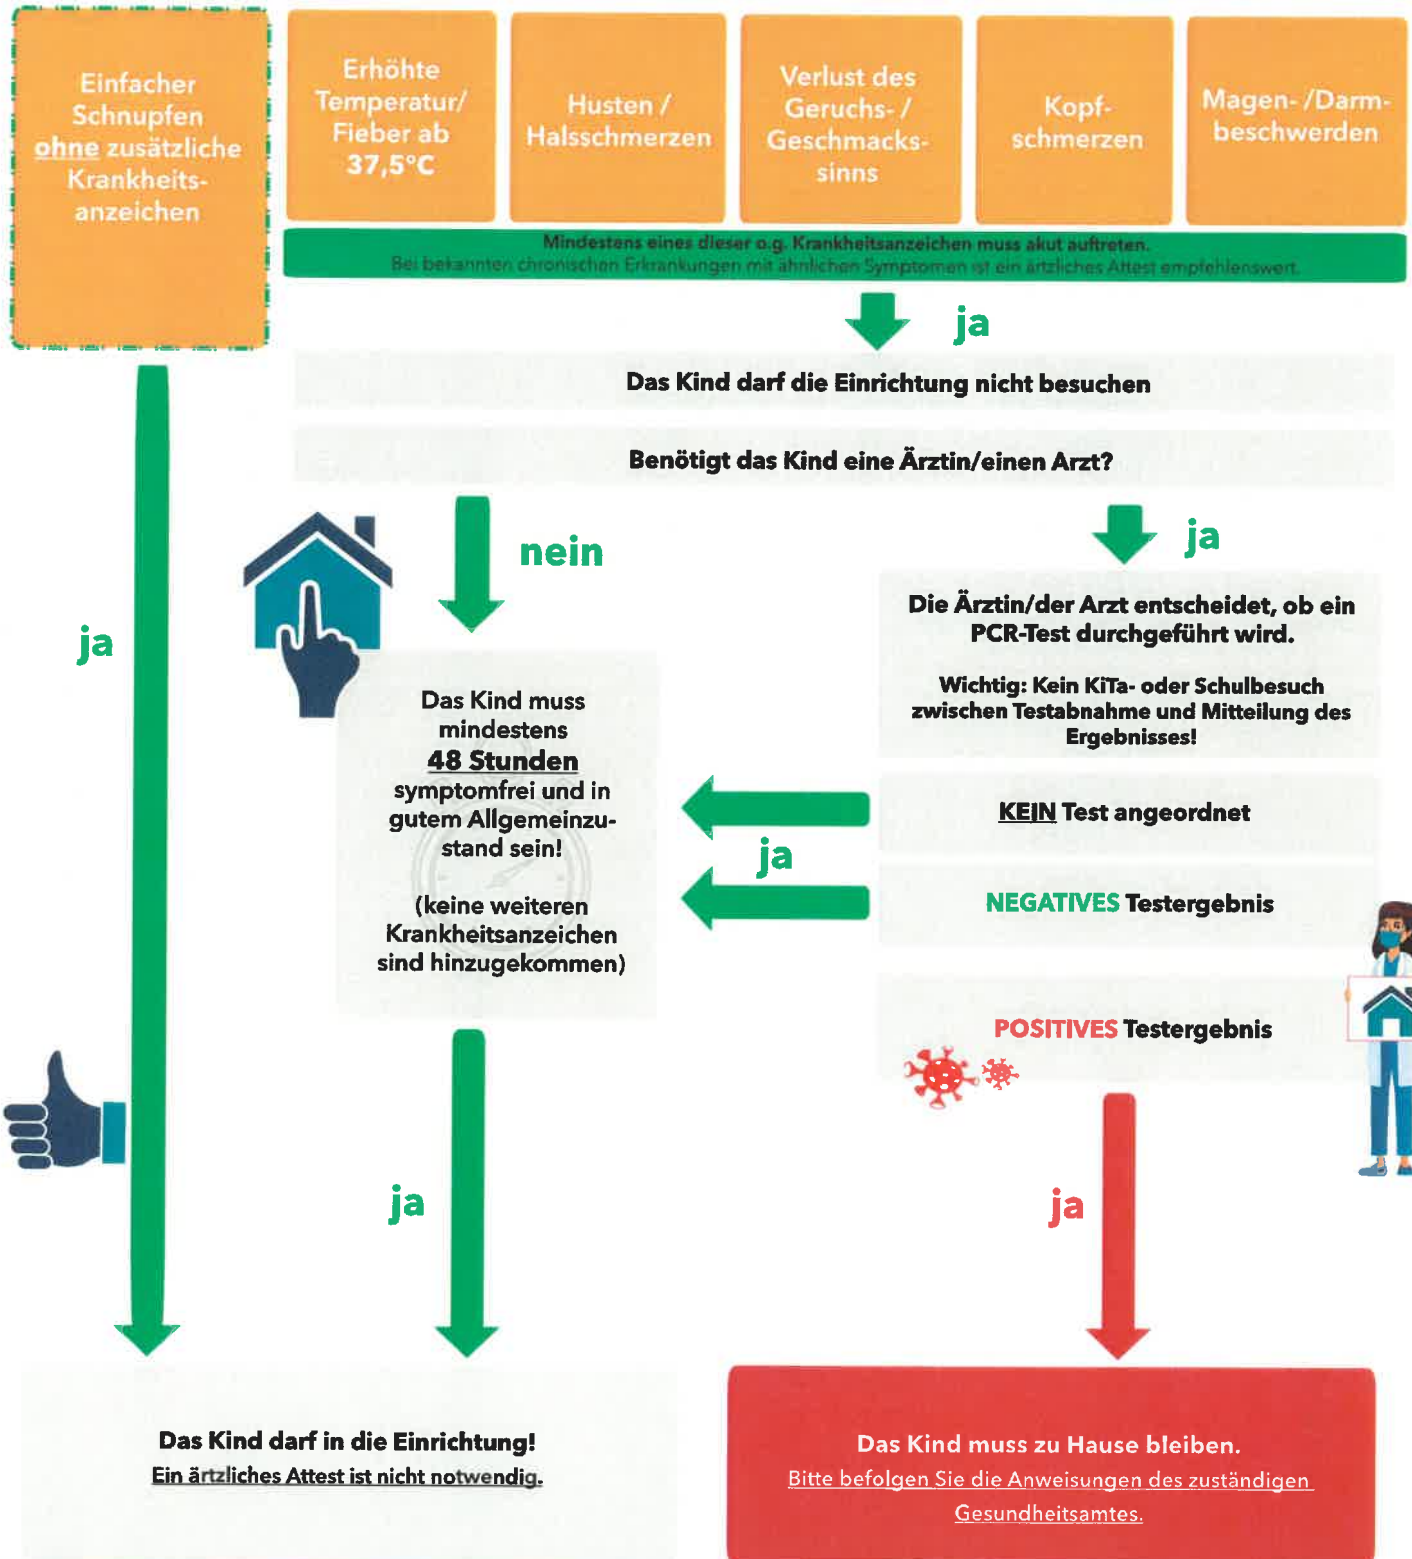 Einfacher
Schnupfen
ohne zusätzliche
Krankheits-
anzeichen
Erhöhte
Temperatur/
Fieber ab
37,5°C
Husten /
Halsschmerzen
Verlust des
Geruchs- /
Geschmacks-
sinns
Kopf-
schmerzen
Magen- /Darm-
beschwerden
Mindestens eines dieser o.g. Krankheitsanzeichen muss akut auftreten.
Bei bekannten chronischen Erkrankungen mit ähnlichen Symptomen ist ein ärtzliches Attest empfehlenswert.
ja
Das Kind darf die Einrichtung nicht besuchen
Benötigt das Kind eine Ärztin/einen Arzt?
nein
ja
ja
Die Ärztin/der Arzt entscheidet, ob ein
PCR-Test durchgeführt wird.
Wichtig: Kein KiTa- oder Schulbesuch
zwischen Testabnahme und Mitteilung des
Ergebnisses!
Das Kind muss
mindestens
48 Stunden
symptomfrei und in
gutem Allgemeinzu-
stand sein!
(keine weiteren
Krankheitsanzeichen
sind hinzugekommen)
KEIN Test angeordnet
ja
NEGATIVES Testergebnis
POSITIVES Testergebnis
ja
ja
Das Kind darf in die Einrichtung!
Ein ärtzliches Attest ist nicht notwendig.
Das Kind muss zu Hause bleiben.
Bitte befolgen Sie die Anweisungen des zuständigen
Gesundheitsamtes.